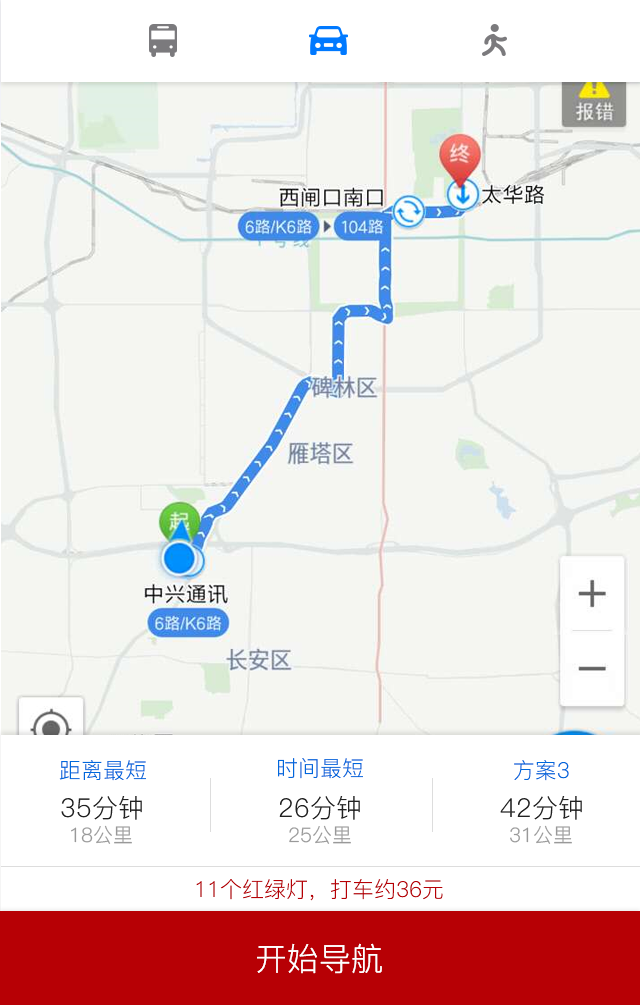 报错
终
西闸口南口
太华路
6路/K6路
104路
碑林区
雁塔区
起
中兴通讯
6路/K6路
长安区
距离最短
时间最短
方案3
35分钟
26分钟
42分钟
18公里
25公里
31公里
11个红绿灯，打车约36元
开始导航